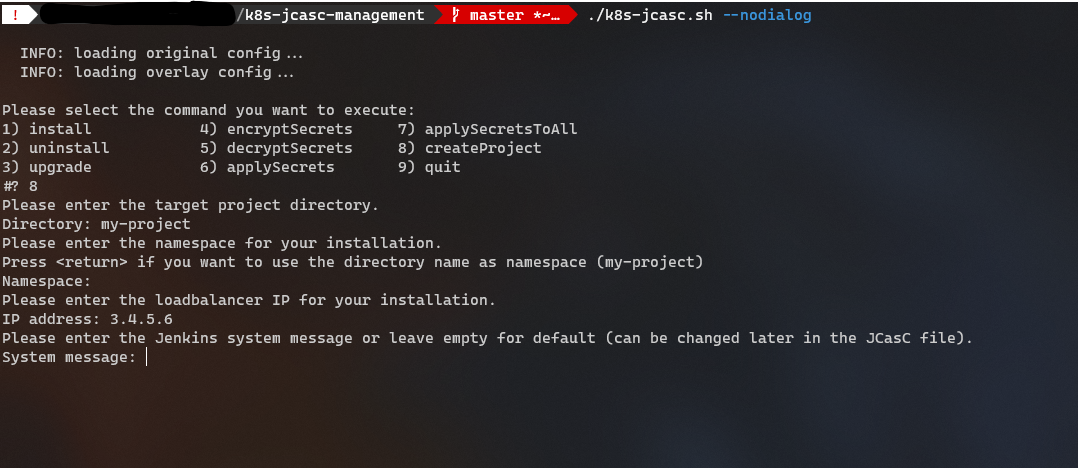 ! /k8s-jcasc-management master *~… ./k8s-jcasc.sh --nodialog
INFO: loading original config...
INFO: loading overlay config...
Please select the command you want to execute:
1) install 4) encryptSecrets 7) applySecretsToAll
2) uninstall 5) decryptSecrets 8) createProject
3) upgrade 6) applySecrets 9) quit
#? 8
Please enter the target project directory.
Directory: my-project
Please enter the namespace for your installation.
Press <return> if you want to use the directory name as namespace (my-project)
Namespace:
Please enter the loadbalancer IP for your installation.
IP address: 3.4.5.6
Please enter the Jenkins system message or leave empty for default (can be changed later in the JCasC file).
System message: